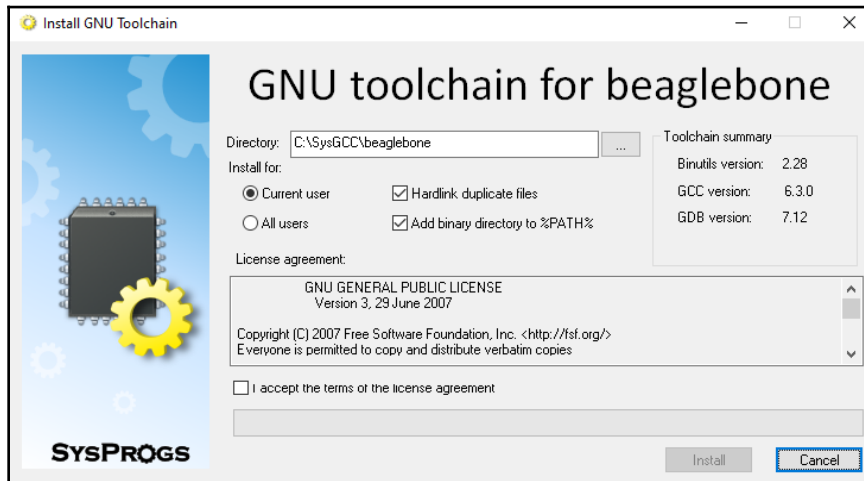 Install GNU Toolchain
GNU toolchain for beaglebone
Directory: C:\SysGCC\beaglebone ...
Install for:
Current user Hardlink duplicate files
All users Add binary directory to %PATH%
Toolchain summary
Binutils version: 2.28
GCC version: 6.3.0
GDB version: 7.12
License agreement:
GNU GENERAL PUBLIC LICENSE
Version 3, 29 June 2007
Copyright (C) 2007 Free Software Foundation, Inc. <http://fsf.org/>
Everyone is permitted to copy and distribute verbatim copies
I accept the terms of the license agreement
SYSPROGS
Install Cancel